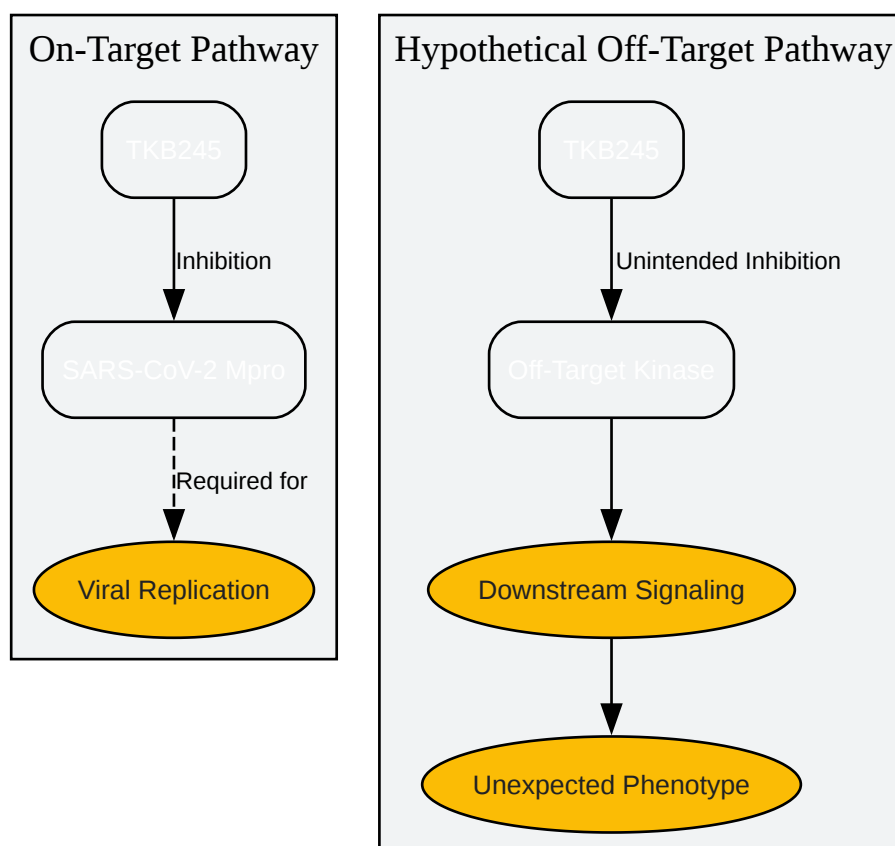 On-Target Pathway
TKB245
Inhibition
SARS-CoV-2 Mpro
Required for
Viral Replication
Hypothetical Off-Target Pathway
TKB245
Unintended Inhibition
Off-Target Kinase
Downstream Signaling
Unexpected Phenotype